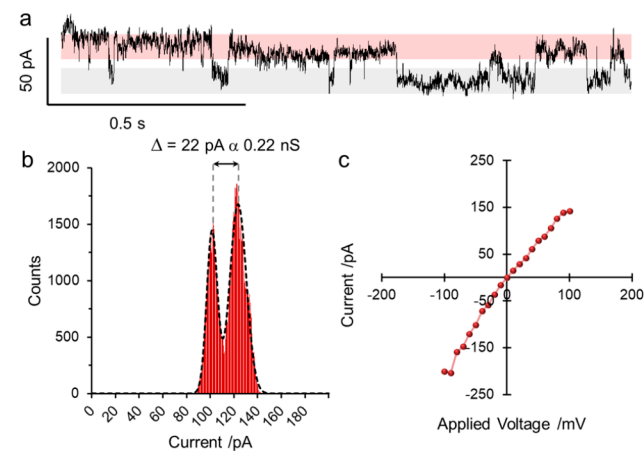 a
50 pA
0.5 s
Δ = 22 pA α 0.22 nS
b
2000
1500
1000
500
0
Counts
0 20 40 60 80 100 120 140 160 180
Current /pA
c
250
150
50
-50
-150
-250
-200 -100 0 100 200
Current /pA
Applied Voltage /mV